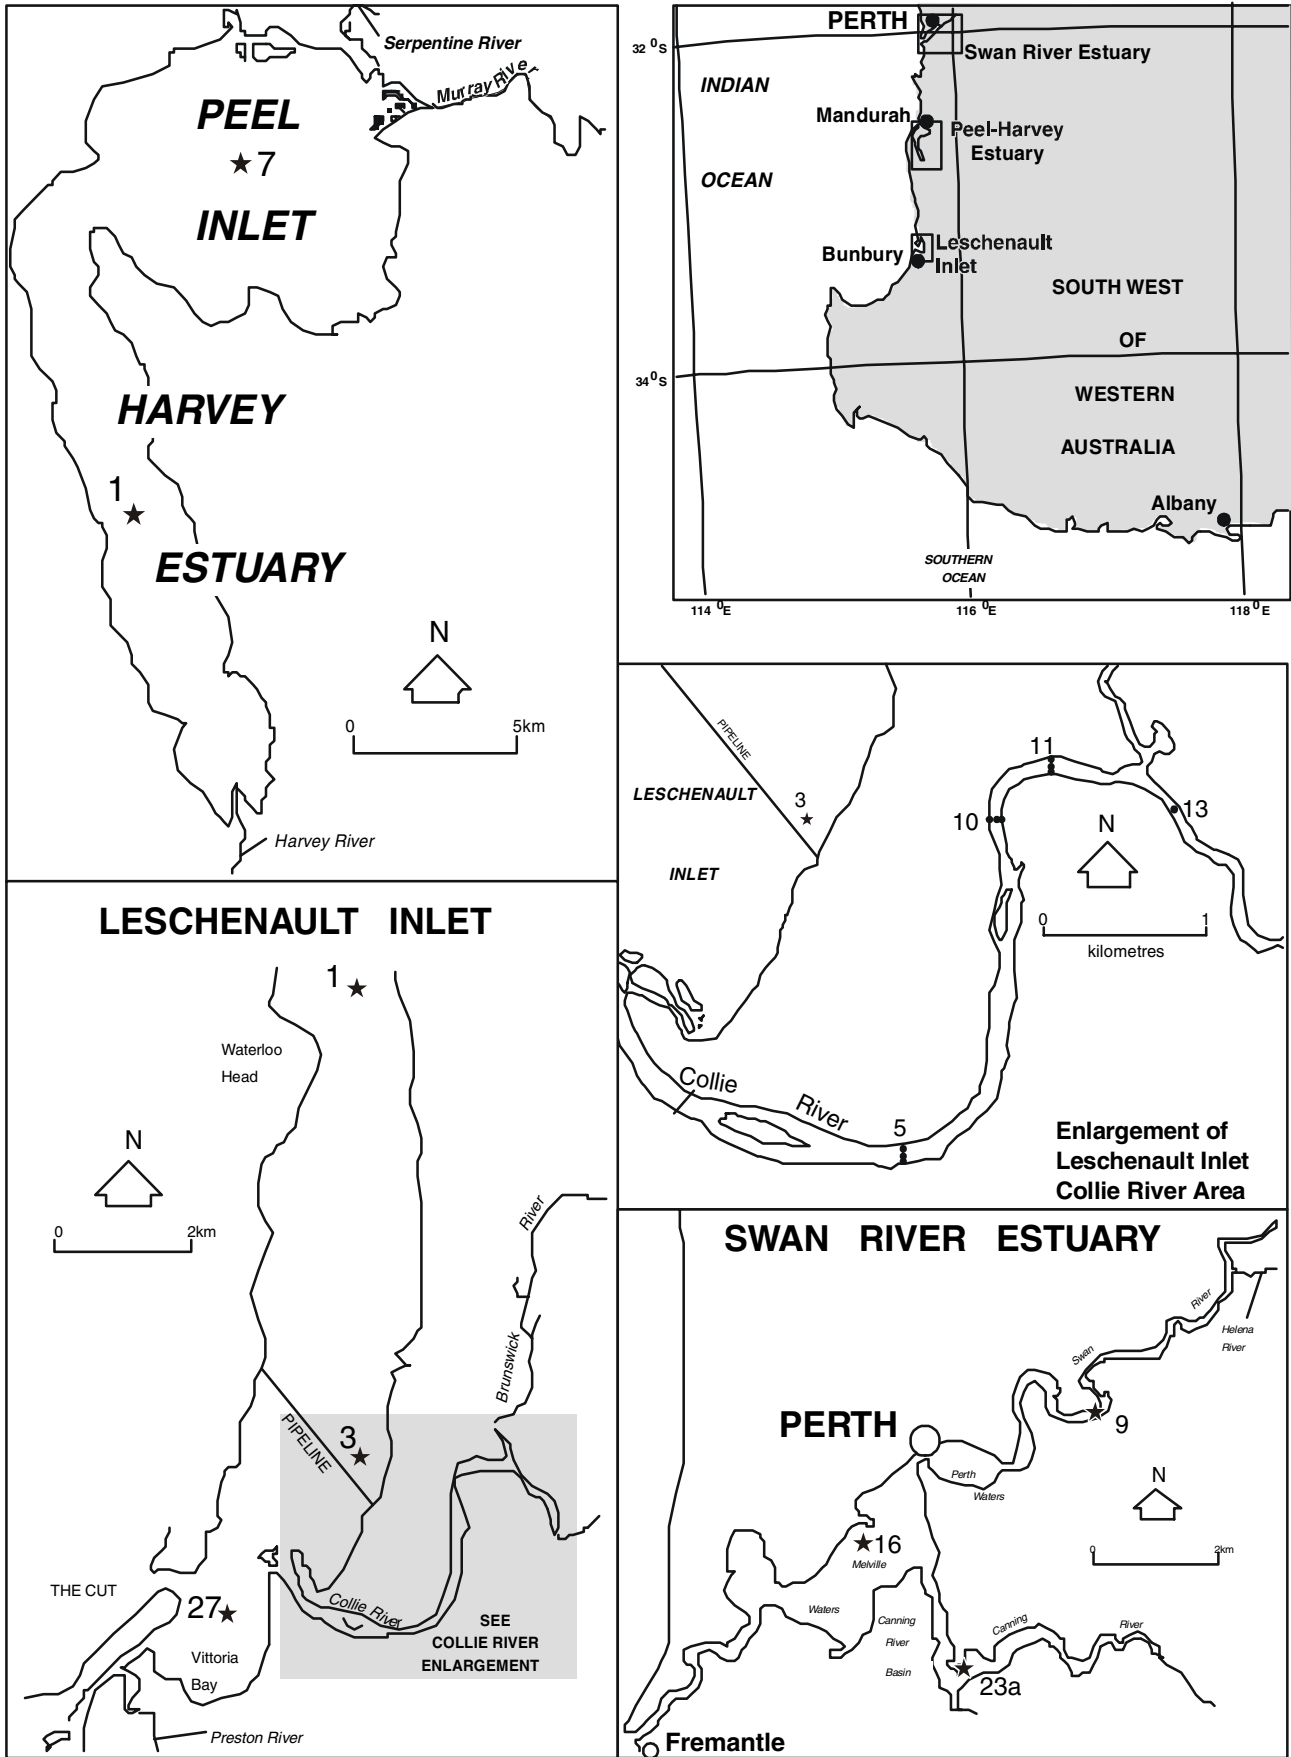 Serpentine River
Murray River
PEEL
7
INLET
HARVEY
1
ESTUARY
N
0 5km
Harvey River
PERTH
32 0S
Swan River Estuary
INDIAN
Mandurah
Peel-Harvey
Estuary
OCEAN
Bunbury
Leschenault
Inlet
SOUTH WEST
OF
34 0S
WESTERN
AUSTRALIA
Albany
SOUTHERN
OCEAN
114 0E 116 0E 118 0E
PIPELINE
LESCHENAULT
3
INLET
11
10
13
N
0 1
kilometres
Collie
River
5
Enlargement of
Leschenault Inlet
Collie River Area
LESCHENAULT INLET
1
Waterloo
Head
N
0 2km
River
Brunswick
PIPELINE
3
THE CUT
27
Vittoria
Bay
Collie River
SEE
COLLIE RIVER
ENLARGEMENT
Preston River
SWAN RIVER ESTUARY
River
Helena
River
Swan
9
PERTH
Perth
Waters
N
0 2km
16
Melville
Waters
Canning
River
Basin
Canning
River
23a
Fremantle